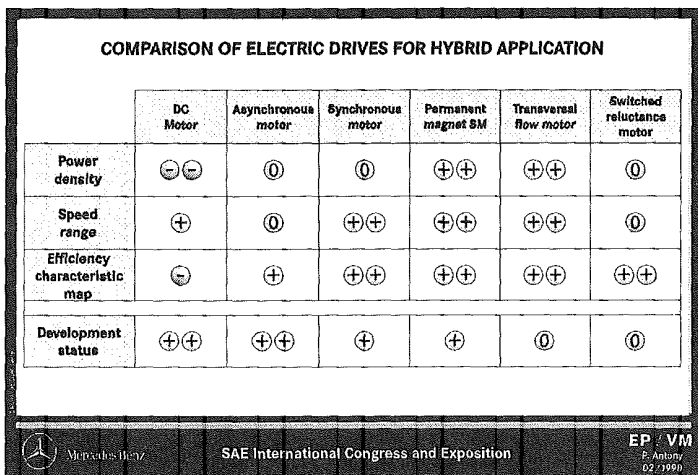 COMPARISON OF ELECTRIC DRIVES FOR HYBRID APPLICATION
DC Motor
Asynchronous motor
Synchronous motor
Permanent magnet SM
Transversal flow motor
Switched reluctance motor
Power density
- -
0
0
+ +
+ +
0
Speed range
+
0
+ +
+ +
+ +
0
Efficiency characteristic map
-
+
+ +
+ +
+ +
+ +
Development status
+ +
+ +
+
+
0
0
Mercedes-Benz
SAE International Congress and Exposition
EP / VM
P. Antony
02/1998